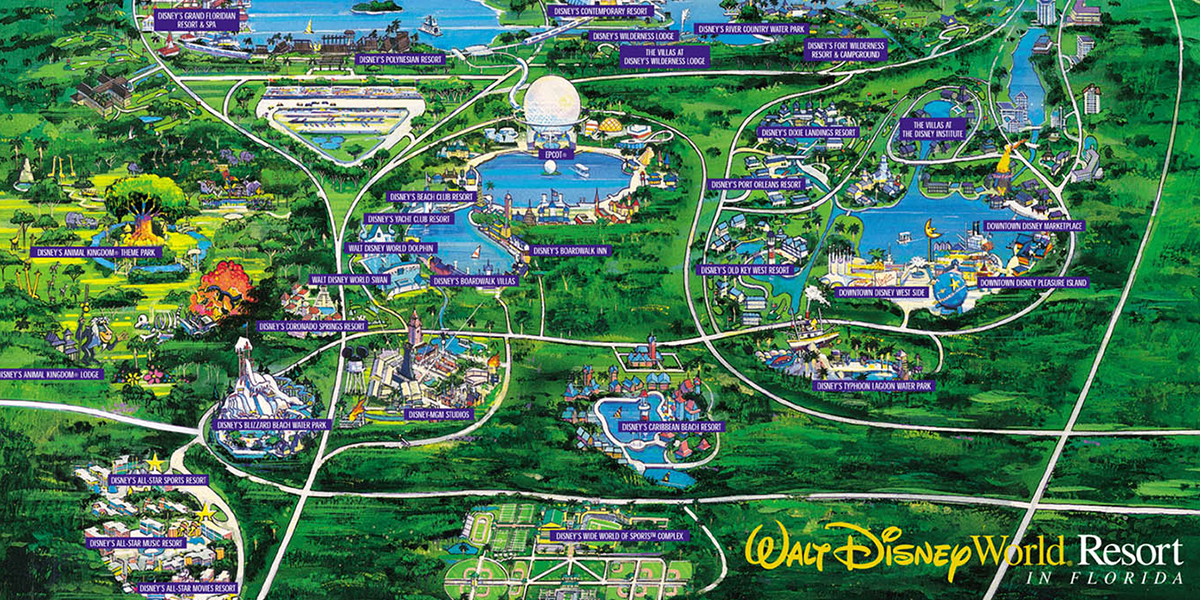 DISNEY'S GRAND FLORIDIAN
RESORT & SPA
DISNEY'S CONTEMPORARY RESORT
DISNEY'S RIVER COUNTRY WATER PARK
DISNEY'S WILDERNESS LODGE
THE VILLAS AT
DISNEY'S WILDERNESS LODGE
DISNEY'S FORT WILDERNESS
RESORT & CAMPGROUND
DISNEY'S POLYNESIAN RESORT
DISNEY'S DIXIE LANDINGS RESORT
THE VILLAS AT
THE DISNEY INSTITUTE
EPCOT®
DISNEY'S PORT ORLEANS RESORT
DISNEY'S BEACH CLUB RESORT
DISNEY'S YACHT CLUB RESORT
DOWNTOWN DISNEY MARKETPLACE
WALT DISNEY WORLD DOLPHIN
DISNEY'S BOARDWALK INN
DISNEY'S ANIMAL KINGDOM® THEME PARK
DISNEY'S OLD KEY WEST RESORT
WALT DISNEY WORLD SWAN
DISNEY'S BOARDWALK VILLAS
DOWNTOWN DISNEY PLEASURE ISLAND
DOWNTOWN DISNEY WEST SIDE
DISNEY'S CORONADO SPRINGS RESORT
ISNEY'S ANIMAL KINGDOM® LODGE
DISNEY'S TYPHOON LAGOON WATER PARK
DISNEY-MGM STUDIOS
DISNEY'S BLIZZARD BEACH WATER PARK
DISNEY'S CARIBBEAN BEACH RESORT
DISNEY'S ALL-STAR SPORTS RESORT
DISNEY'S WIDE WORLD OF SPORTS™ COMPLEX
DISNEY'S ALL-STAR MUSIC RESORT
DISNEY'S ALL-STAR MOVIES RESORT
WALT DISNEY World® Resort
IN FLORIDA